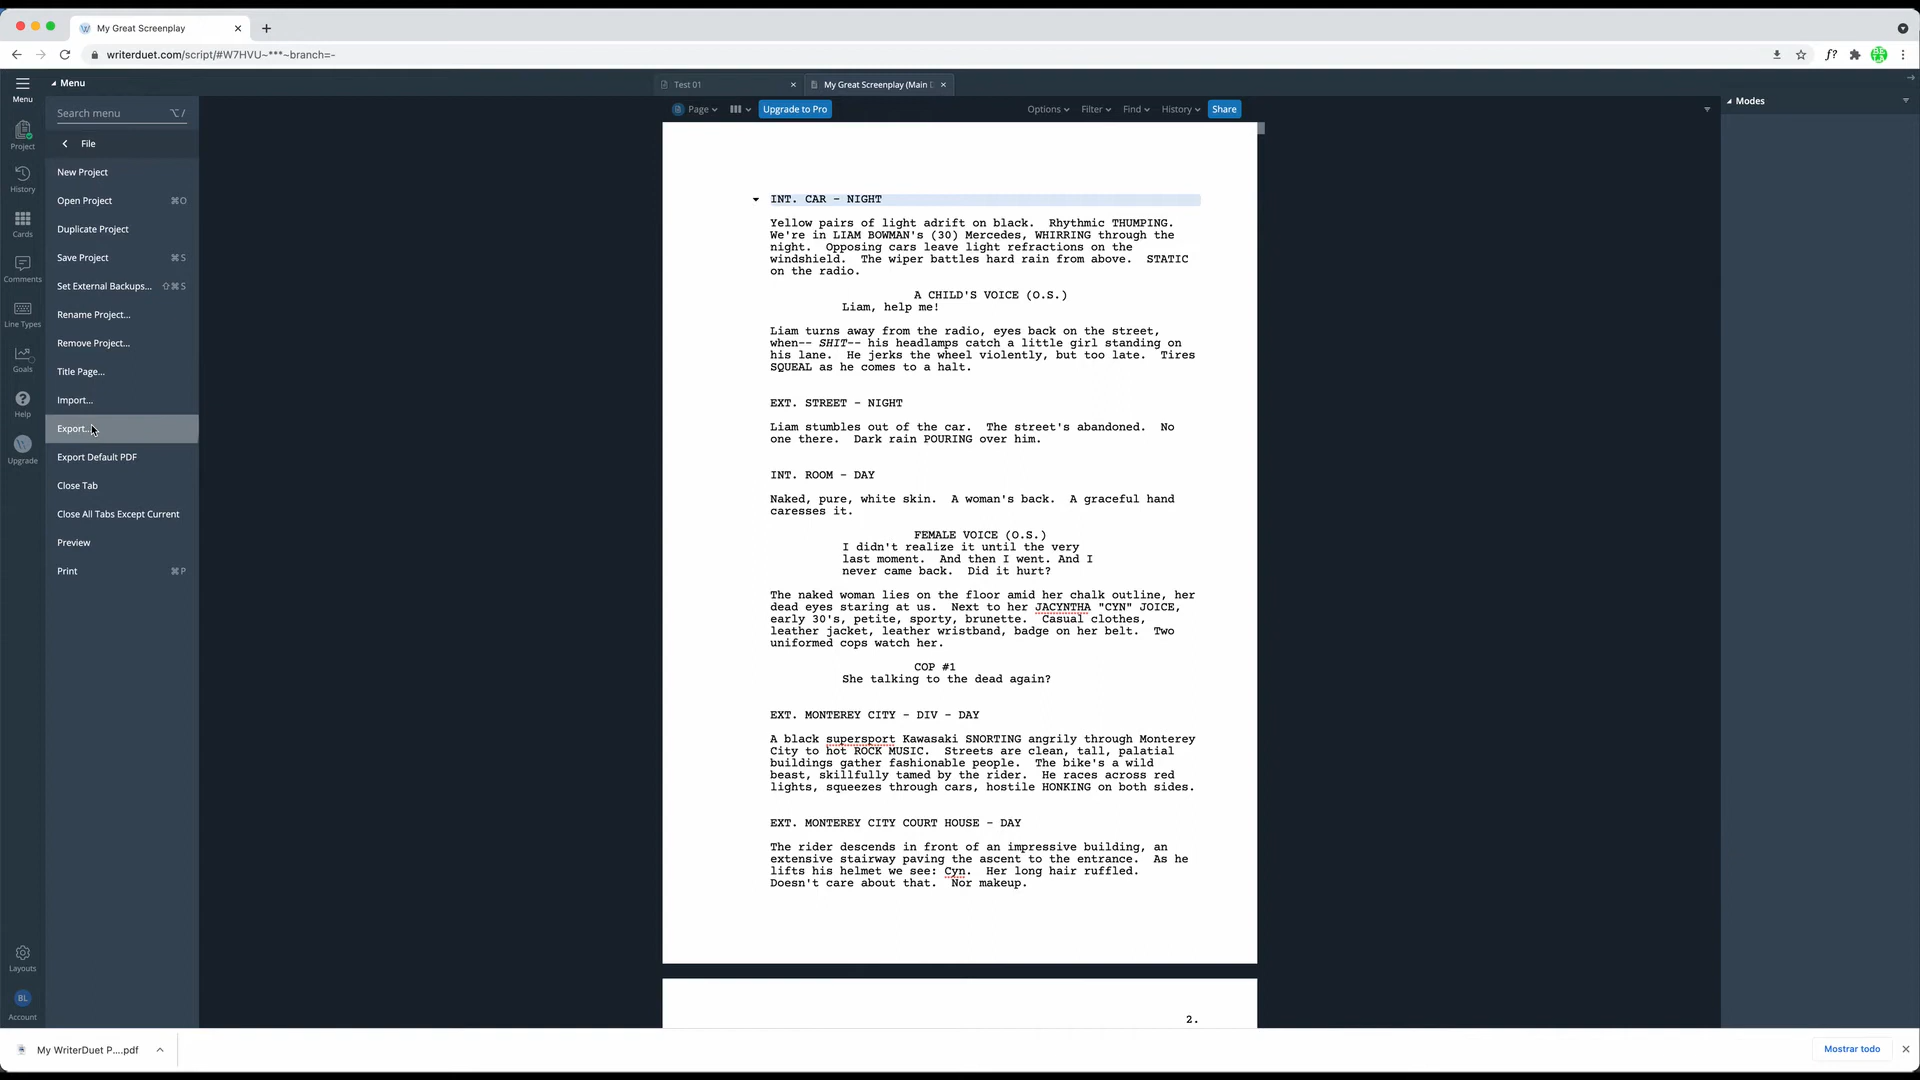 My Great Screenplay
writerduet.com/script/#W7HVU~***~branch=-
f?
Menu
Menu
Test 01
My Great Screenplay (Main
Modes
Search menu
⌥ /
Page
Upgrade to Pro
Options
Filter
Find
History
Share
File
Project
New Project
History
Open Project ⌘O
Cards
Duplicate Project
Save Project ⌘S
Comments
Set External Backups... ⇧⌘S
Line Types
Rename Project...
Remove Project...
Goals
Title Page...
Import...
Help
Export...
Upgrade
Export Default PDF
Close Tab
Close All Tabs Except Current
Preview
Print ⌘P
Layouts
BL
Account
INT. CAR - NIGHT
Yellow pairs of light adrift on black. Rhythmic THUMPING.
We're in LIAM BOWMAN's (30) Mercedes, WHIRRING through the
night. Opposing cars leave light refractions on the
windshield. The wiper battles hard rain from above. STATIC
on the radio.
A CHILD'S VOICE (O.S.)
Liam, help me!
Liam turns away from the radio, eyes back on the street,
when-- SHIT-- his headlamps catch a little girl standing on
his lane. He jerks the wheel violently, but too late. Tires
SQUEAL as he comes to a halt.
EXT. STREET - NIGHT
Liam stumbles out of the car. The street's abandoned. No
one there. Dark rain POURING over him.
INT. ROOM - DAY
Naked, pure, white skin. A woman's back. A graceful hand
caresses it.
FEMALE VOICE (O.S.)
I didn't realize it until the very
last moment. And then I went. And I
never came back. Did it hurt?
The naked woman lies on the floor amid her chalk outline, her
dead eyes staring at us. Next to her JACYNTHA "CYN" JOICE,
early 30's, petite, sporty, brunette. Casual clothes,
leather jacket, leather wristband, badge on her belt. Two
uniformed cops watch her.
COP #1
She talking to the dead again?
EXT. MONTEREY CITY - DIV - DAY
A black supersport Kawasaki SNORTING angrily through Monterey
City to hot ROCK MUSIC. Streets are clean, tall, palatial
buildings gather fashionable people. The bike's a wild
beast, skillfully tamed by the rider. He races across red
lights, squeezes through cars, hostile HONKING on both sides.
EXT. MONTEREY CITY COURT HOUSE - DAY
The rider descends in front of an impressive building, an
extensive stairway paving the ascent to the entrance. As he
lifts his helmet we see: Cyn. Her long hair ruffled.
Doesn't care about that. Nor makeup.
2.
My WriterDuet P....pdf
Mostrar todo